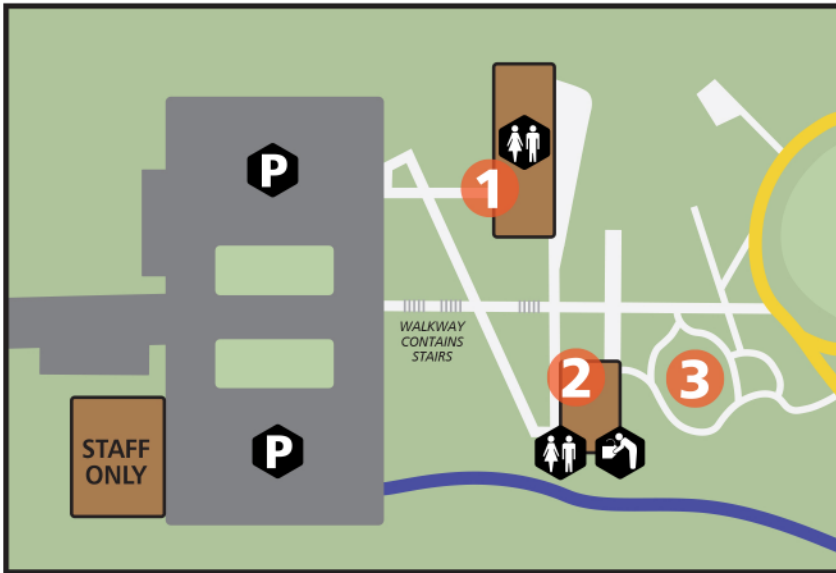 P
1
WALKWAY
CONTAINS
STAIRS
2
3
STAFF
ONLY
P